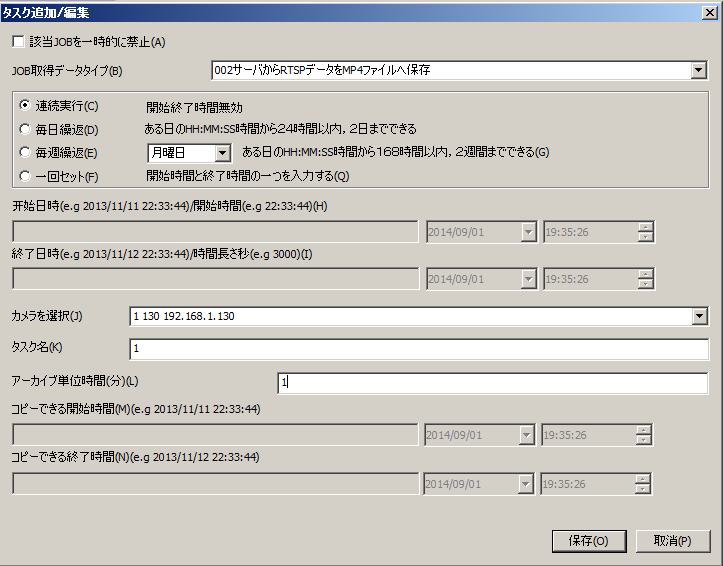 タスク追加/編集
該当JOBを一時的に禁止(A)
JOB取得データタイプ(B) 002サーバからRTSPデータをMP4ファイルへ保存
連続実行(C) 開始終了時間無効
毎日繰返(D) ある日のHH:MM:SS時間から24時間以内, 2日までできる
毎週繰返(E) 月曜日 ある日のHH:MM:SS時間から168時間以内, 2週間までできる(G)
一回セット(F) 開始時間と終了時間の一つを入力する(Q)
开始日時(e.g 2013/11/11 22:33:44)/開始時間(e.g 22:33:44)(H)
2014/09/01 19:35:26
終了日時(e.g 2013/11/12 22:33:44)/時間長さ秒(e.g 3000)(I)
2014/09/01 19:35:26
カメラを選択(J) 1 130 192.168.1.130
タスク名(K) 1
アーカイブ単位時間(分)(L) 1
コピーできる開始時間(M)(e.g 2013/11/11 22:33:44)
2014/09/01 19:35:26
コピーできる終了時間(N)(e.g 2013/11/12 22:33:44)
2014/09/01 19:35:26
保存(O) 取消(P)